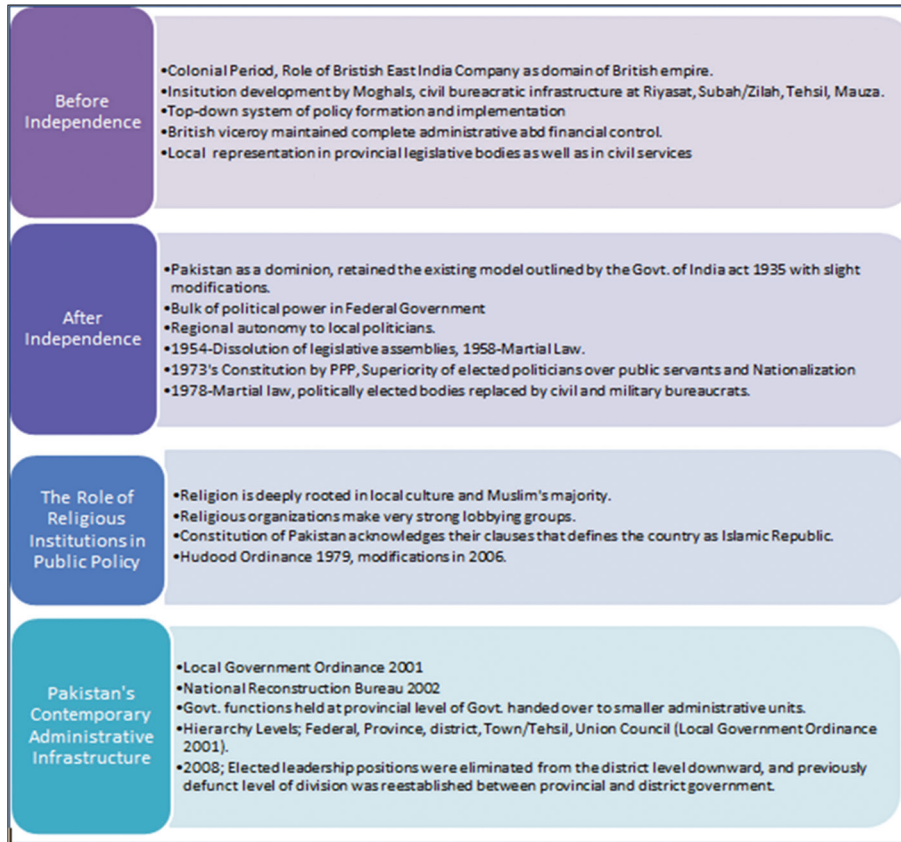 Before
Independence
•Colonial Period, Role of Bristish East India Company as domain of British empire.
•Insitution development by Moghals, civil bureacratic infrastructure at Riyasat, Subah/Zilah, Tehsil, Mauza.
•Top-down system of policy formation and implementation
•British viceroy maintained complete administrative abd financial control.
•Local representation in provincial legislative bodies as well as in civil services
After
Independence
•Pakistan as a dominion, retained the existing model outlined by the Govt. of India act 1935 with slight
modifications.
•Bulk of political power in Federal Government
•Regional autonomy to local politicians.
•1954-Dissolution of legislative assemblies, 1958-Martial Law.
•1973's Constitution by PPP, Superiority of elected politicians over public servants and Nationalization
•1978-Martial law, politically elected bodies replaced by civil and military bureaucrats.
The Role of
Religious
Institutions in
Public Policy
•Religion is deeply rooted in local culture and Muslim's majority.
•Religious organizations make very strong lobbying groups.
•Constitution of Pakistan acknowledges their clauses that defines the country as Islamic Republic.
•Hudood Ordinance 1979, modifications in 2006.
Pakistan's
Contemporary
Administrative
Infrastructure
•Local Government Ordinance 2001
•National Reconstruction Bureau 2002
•Govt. functions held at provincial level of Govt. handed over to smaller administrative units.
•Hierarchy Levels; Federal, Province, district, Town/Tehsil, Union Council (Local Government Ordinance
2001).
•2008; Elected leadership positions were eliminated from the district level downward, and previously
defunct level of division was reestablished between provincial and district government.